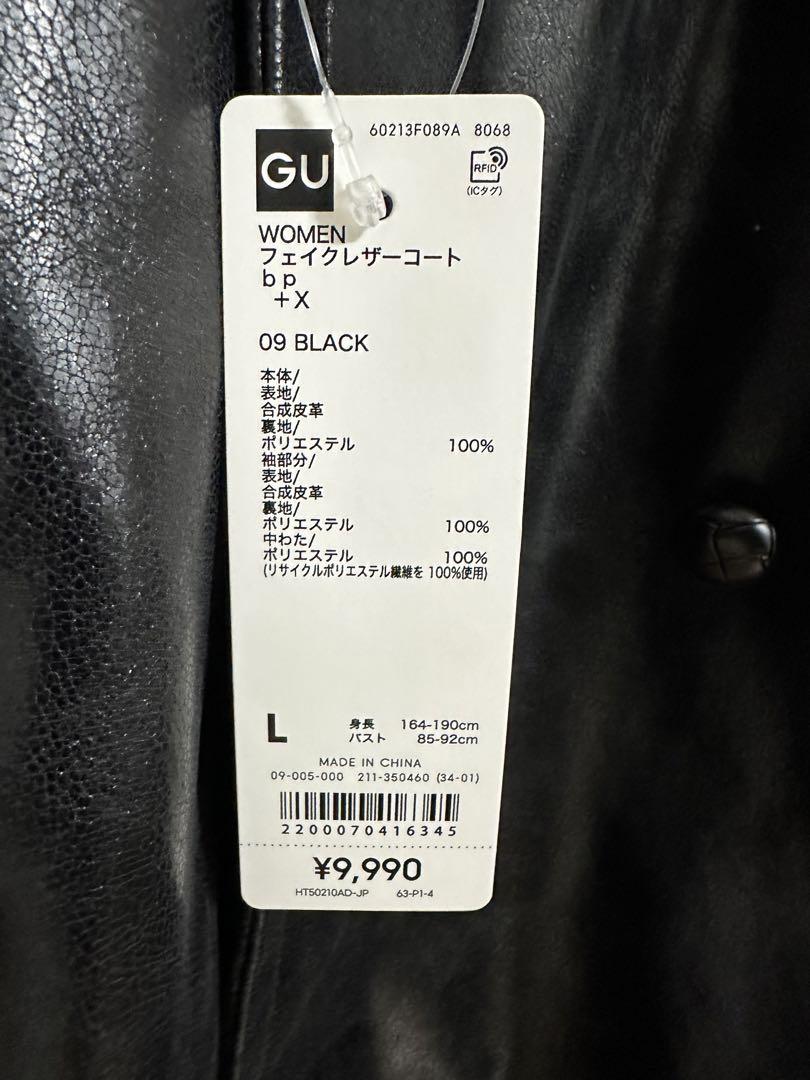 60213F089A 8068
GU
RFID
(ICタグ)
WOMEN
フェイクレザーコート
bp
+X
09 BLACK
本体/
表地/
合成皮革
裏地/
ポリエステル 100%
袖部分/
表地/
合成皮革
裏地/
ポリエステル 100%
中わた/
ポリエステル 100%
(リサイクルポリエステル繊維を 100%使用)
L 身長 164-190cm
バスト 85-92cm
MADE IN CHINA
09-005-000 211-350460 (34-01)
2200070416345
¥9,990
HT50210AD-JP 63-P1-4